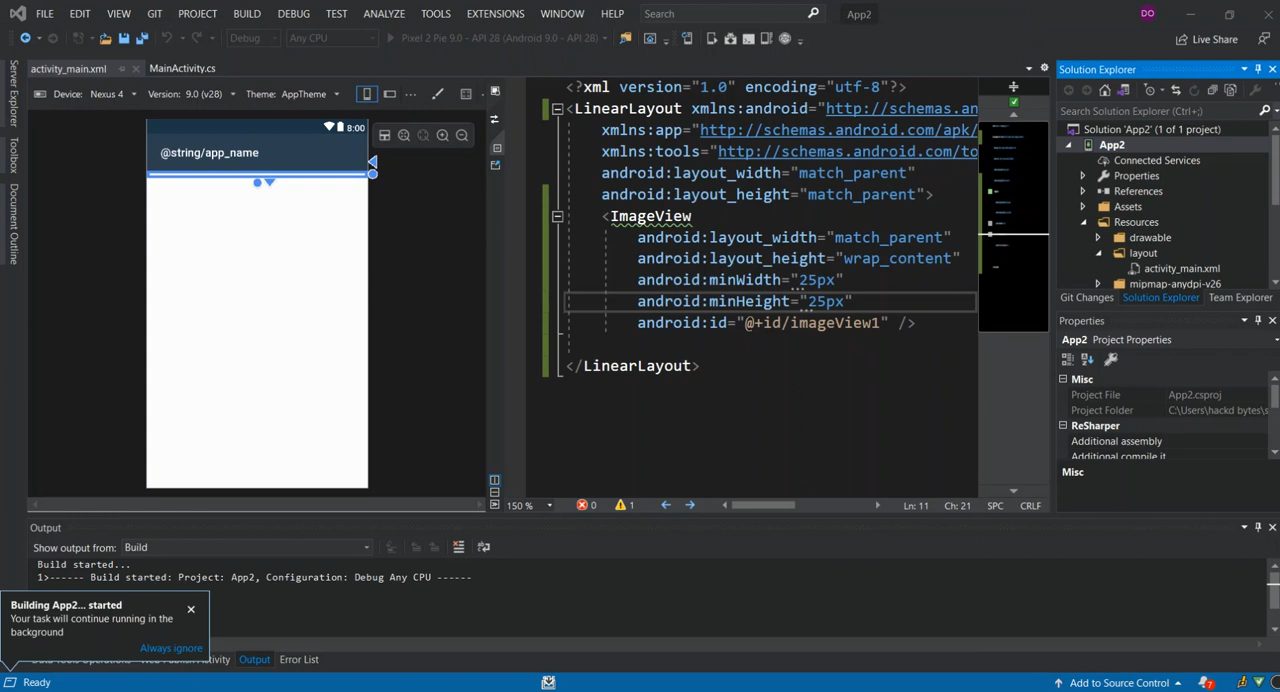 FILE EDIT VIEW GIT PROJECT BUILD DEBUG TEST ANALYZE TOOLS EXTENSIONS WINDOW HELP Search App2 DO
Debug Any CPU Pixel 2 Pie 9.0 - API 28 (Android 9.0 - API 28) Live Share
activity_main.xml MainActivity.cs
Server Explorer
Toolbox
Document Outline
Device: Nexus 4 Version: 9.0 (v28) Theme: AppTheme
8:00
@string/app_name
<?xml version="1.0" encoding="utf-8"?>
<LinearLayout xmlns:android="http://schemas.an
xmlns:app="http://schemas.android.com/apk/
xmlns:tools="http://schemas.android.com/to
android:layout_width="match_parent"
android:layout_height="match_parent">
<ImageView
android:layout_width="match_parent"
android:layout_height="wrap_content"
android:minWidth="25px"
android:minHeight="25px"
android:id="@+id/imageView1" />
</LinearLayout>
150 % 0 1 Ln: 11 Ch: 21 SPC CRLF
Solution Explorer
Search Solution Explorer (Ctrl+;)
Solution 'App2' (1 of 1 project)
App2
Connected Services
Properties
References
Assets
Resources
drawable
layout
activity_main.xml
mipmap-anydpi-v26
Git Changes Solution Explorer Team Explorer
Properties
App2 Project Properties
Misc
Project File App2.csproj
Project Folder C:\Users\hackd bytes\s
ReSharper
Additional assembly
Additional compile it
Misc
Output
Show output from: Build
Build started...
1>------ Build started: Project: App2, Configuration: Debug Any CPU ------
Building App2... started
Your task will continue running in the
background
Always ignore
Activity Output Error List
Ready Add to Source Control 7